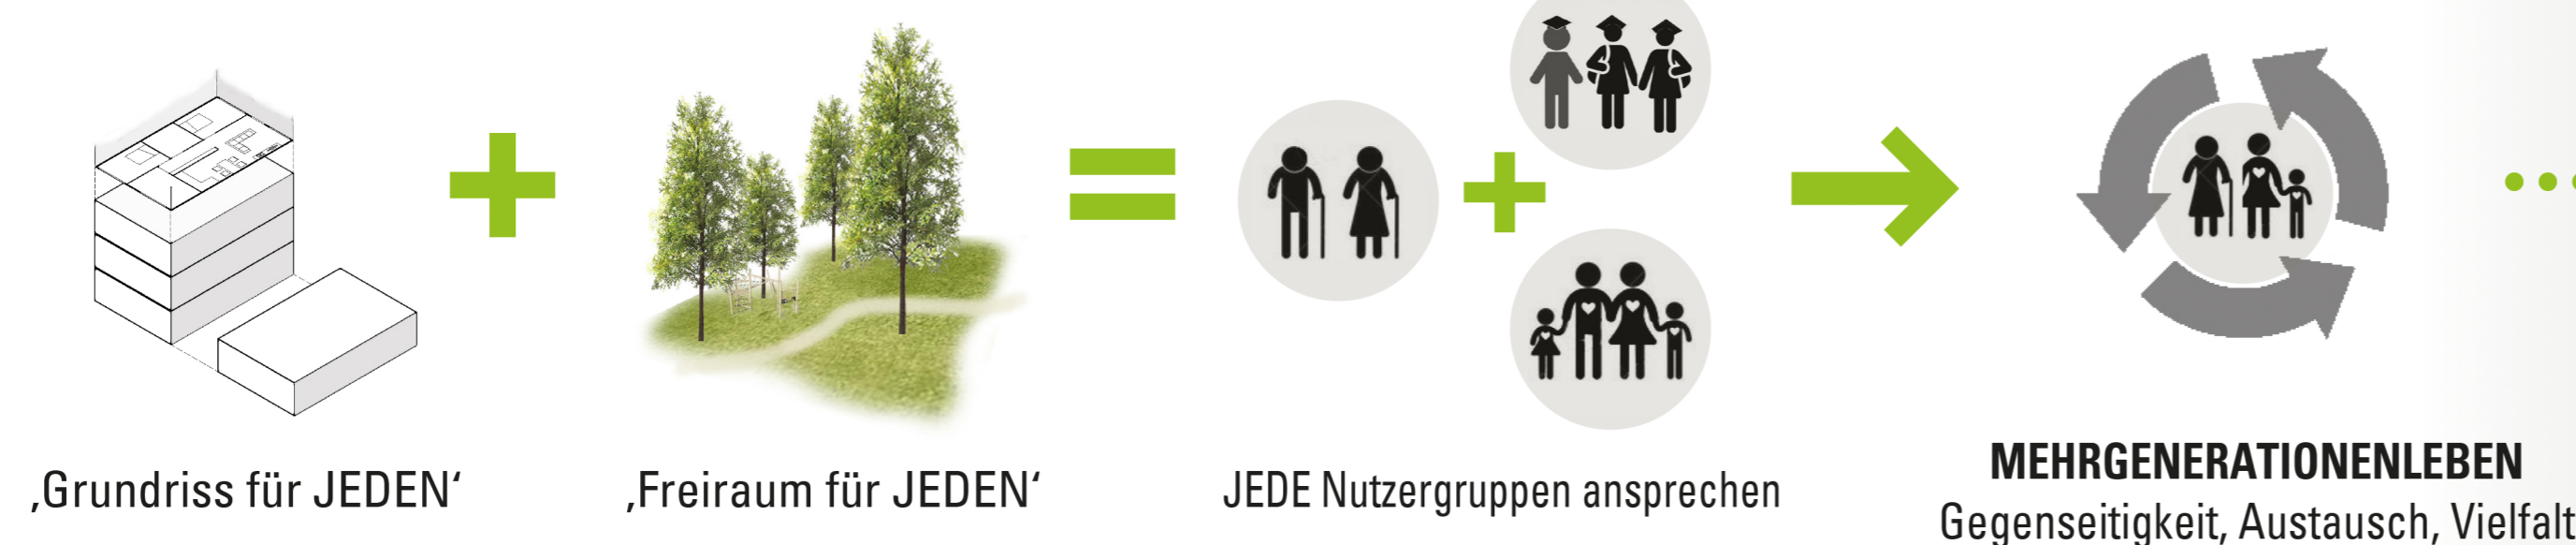 ‚Grundriss für JEDEN‘
‚Freiraum für JEDEN‘
JEDE Nutzergruppen ansprechen
MEHRGENERATIONENLEBEN
Gegenseitigkeit, Austausch, Vielfalt